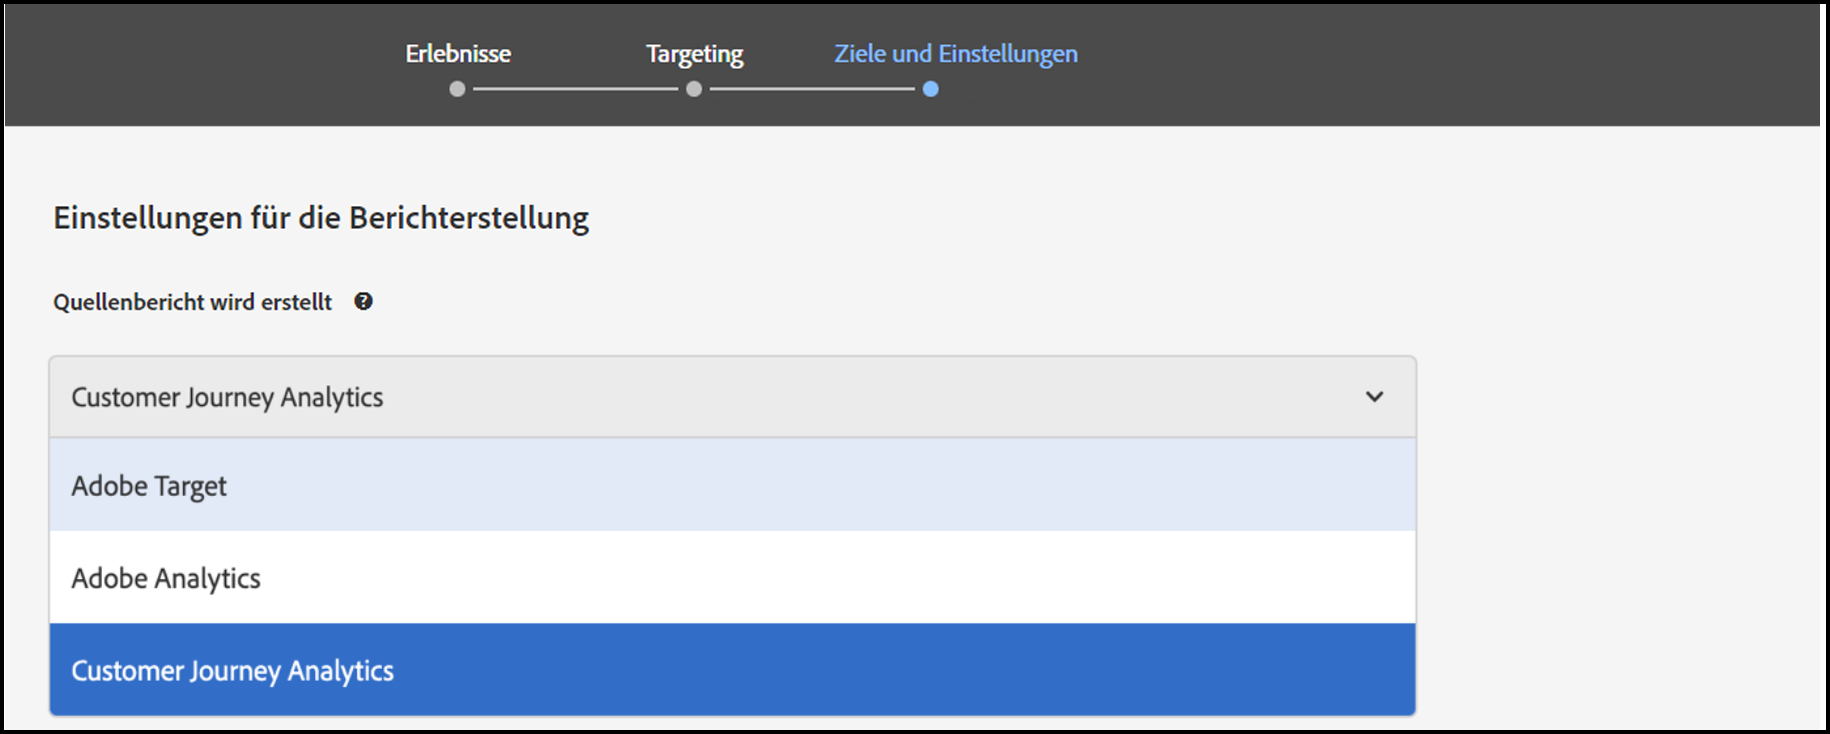 Erlebnisse Targeting Ziele und Einstellungen
Einstellungen für die Berichterstellung
Quellenbericht wird erstellt ?
Customer Journey Analytics
Adobe Target
Adobe Analytics
Customer Journey Analytics